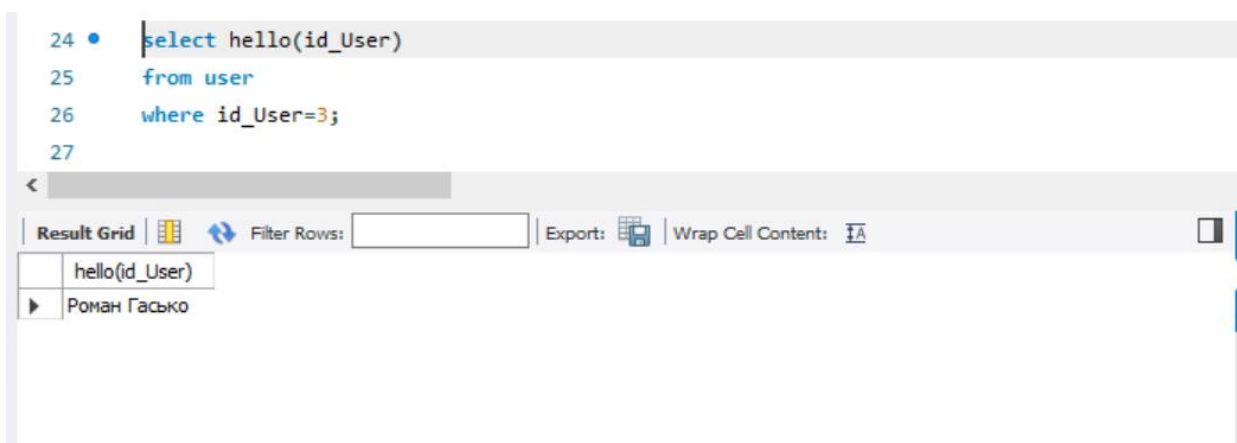 24 select hello(id_User)
25 from user
26 where id_User=3;
27
Result Grid Filter Rows: Export: Wrap Cell Content: IA
hello(id_User)
Роман Гасько